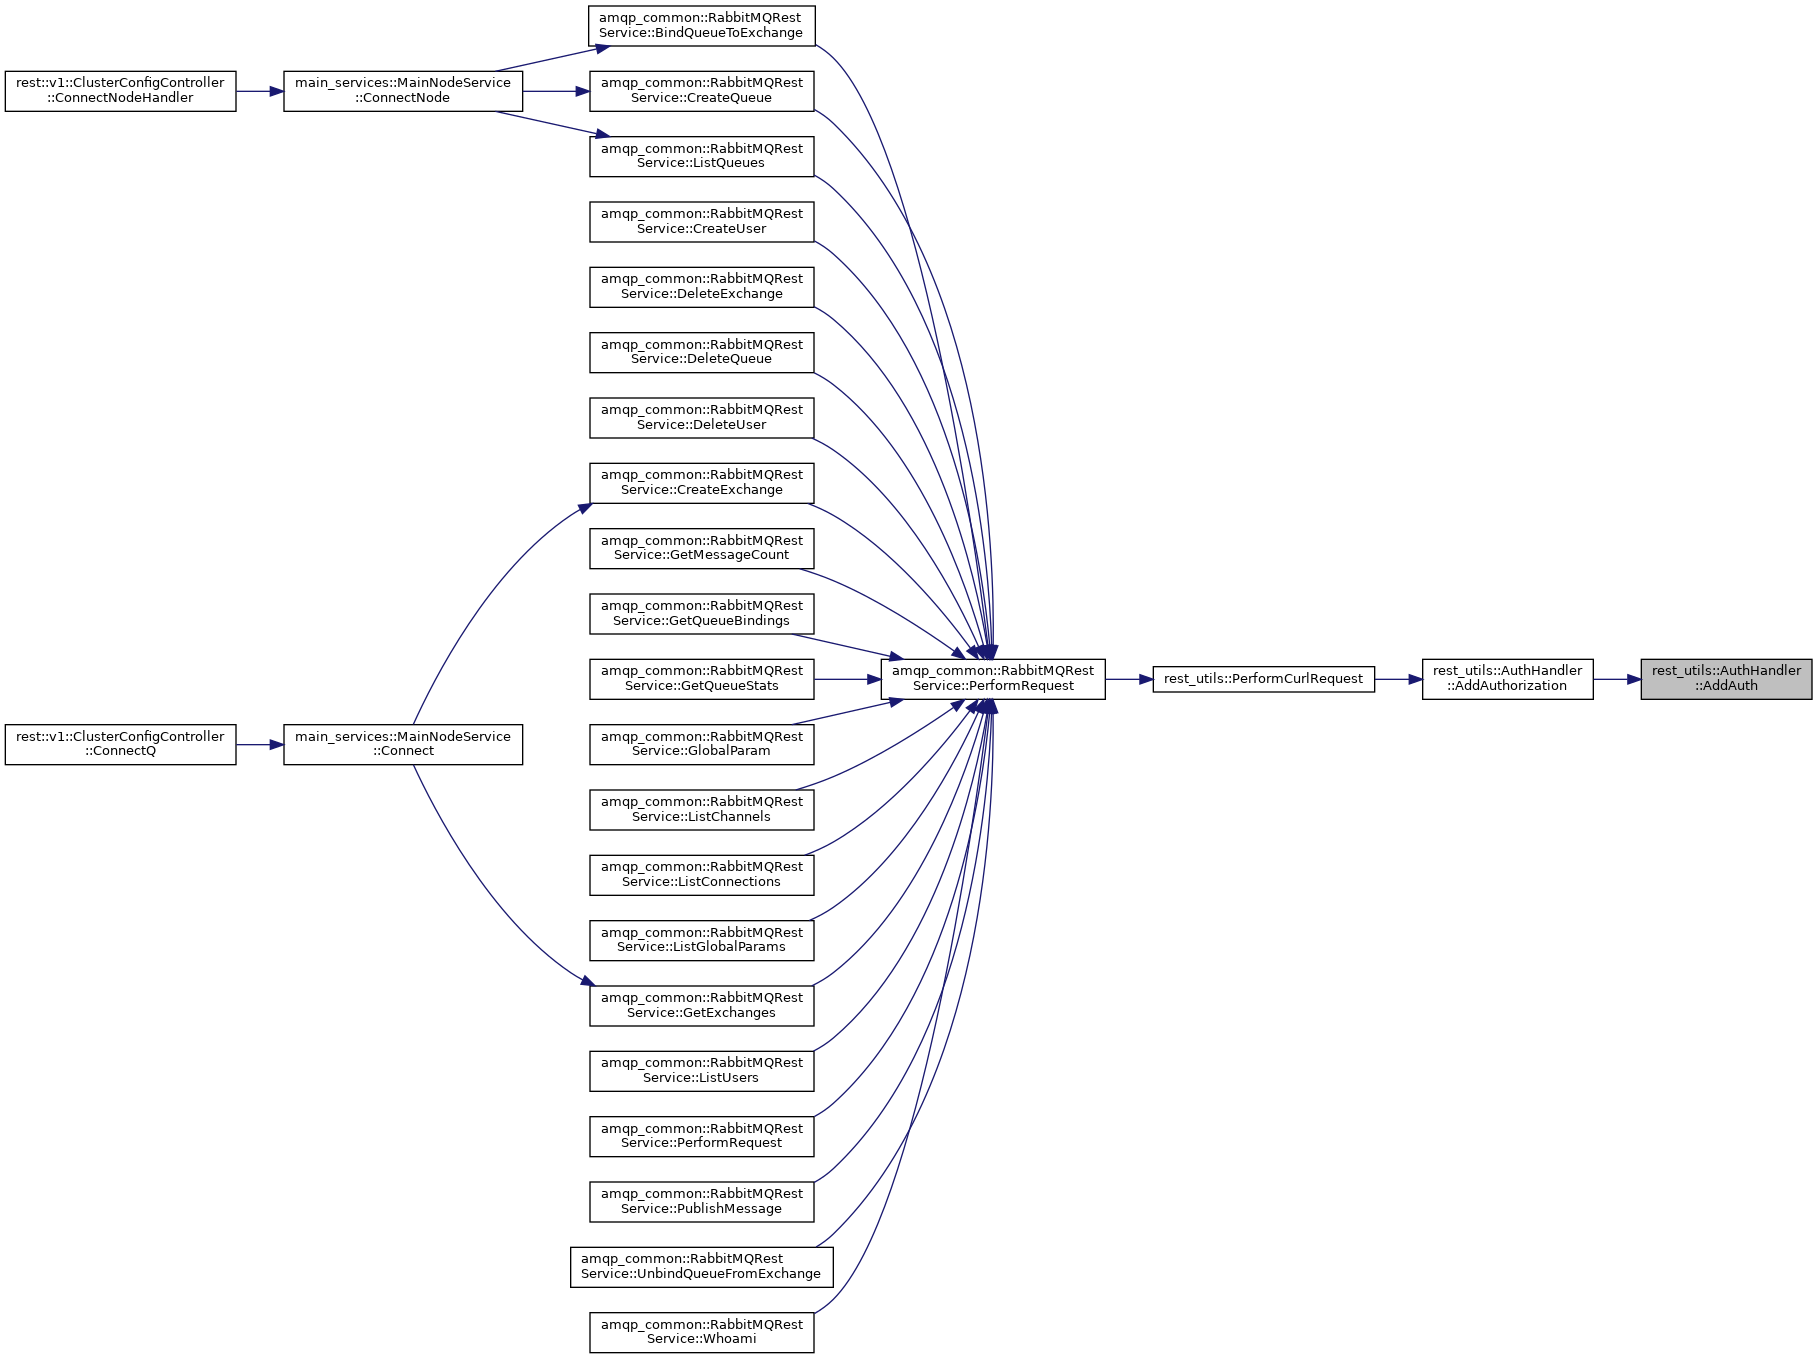 rest::v1::ClusterConfigController
::ConnectNodeHandler
rest::v1::ClusterConfigController
::ConnectQ
main_services::MainNodeService
::ConnectNode
main_services::MainNodeService
::Connect
amqp_common::RabbitMQRest
Service::BindQueueToExchange
amqp_common::RabbitMQRest
Service::CreateQueue
amqp_common::RabbitMQRest
Service::ListQueues
amqp_common::RabbitMQRest
Service::CreateUser
amqp_common::RabbitMQRest
Service::DeleteExchange
amqp_common::RabbitMQRest
Service::DeleteQueue
amqp_common::RabbitMQRest
Service::DeleteUser
amqp_common::RabbitMQRest
Service::CreateExchange
amqp_common::RabbitMQRest
Service::GetMessageCount
amqp_common::RabbitMQRest
Service::GetQueueBindings
amqp_common::RabbitMQRest
Service::GetQueueStats
amqp_common::RabbitMQRest
Service::GlobalParam
amqp_common::RabbitMQRest
Service::ListChannels
amqp_common::RabbitMQRest
Service::ListConnections
amqp_common::RabbitMQRest
Service::ListGlobalParams
amqp_common::RabbitMQRest
Service::GetExchanges
amqp_common::RabbitMQRest
Service::ListUsers
amqp_common::RabbitMQRest
Service::PerformRequest
amqp_common::RabbitMQRest
Service::PublishMessage
amqp_common::RabbitMQRest
Service::UnbindQueueFromExchange
amqp_common::RabbitMQRest
Service::Whoami
amqp_common::RabbitMQRest
Service::PerformRequest
rest_utils::PerformCurlRequest
rest_utils::AuthHandler
::AddAuthorization
rest_utils::AuthHandler
::AddAuth